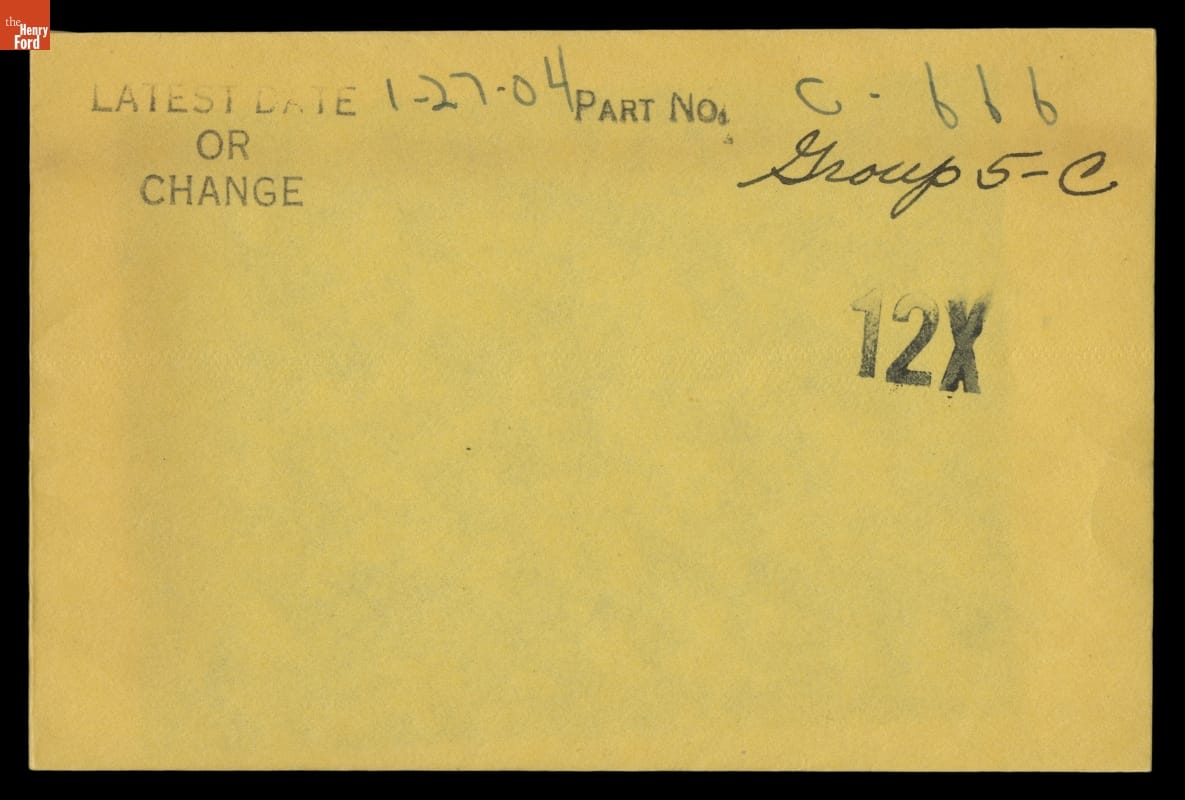 the
Henry
Ford
LATEST DATE 1-27-04 PART NO. C-666
OR
CHANGE
Group 5-C
12X